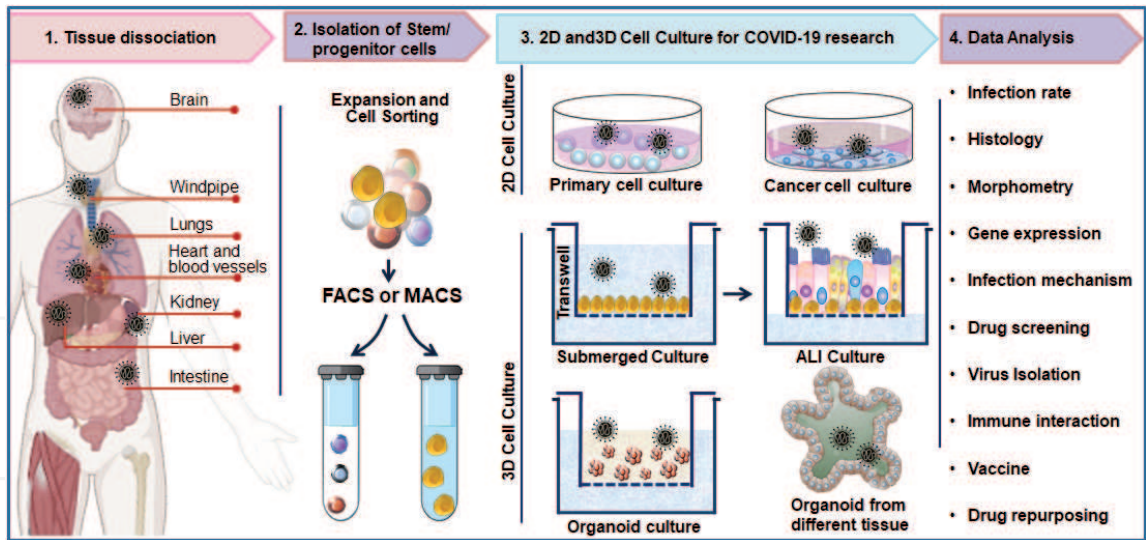 1. Tissue dissociation
2. Isolation of Stem/
progenitor cells
3. 2D and3D Cell Culture for COVID-19 research
4. Data Analysis
Brain
Windpipe
Lungs
Heart and
blood vessels
Kidney
Liver
Intestine
Expansion and
Cell Sorting
FACS or MACS
2D Cell Culture
Primary cell culture
Cancer cell culture
3D Cell Culture
Transwell
Submerged Culture
ALI Culture
Organoid culture
Organoid from
different tissue
• Infection rate
• Histology
• Morphometry
• Gene expression
• Infection mechanism
• Drug screening
• Virus Isolation
• Immune interaction
• Vaccine
• Drug repurposing